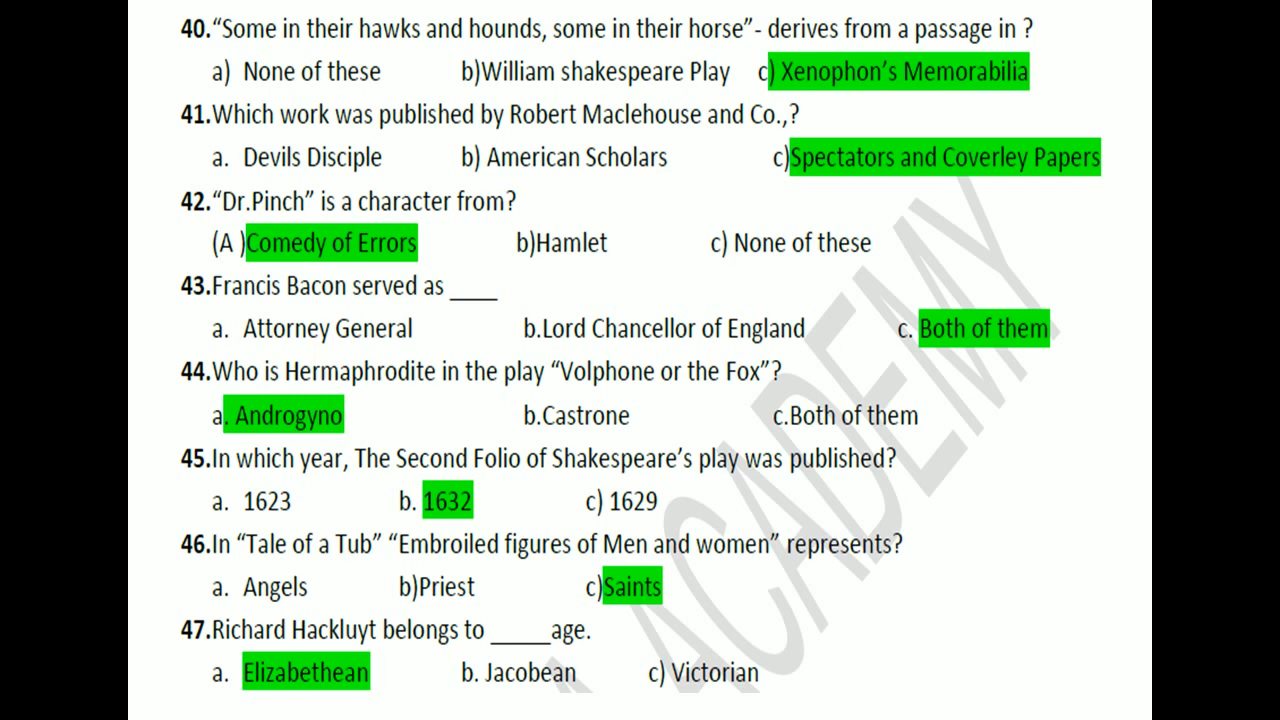 40.“Some in their hawks and hounds, some in their horse”- derives from a passage in ?
a) None of these b)William shakespeare Play c) Xenophon’s Memorabilia
41.Which work was published by Robert Maclehouse and Co.,?
a. Devils Disciple b) American Scholars c)Spectators and Coverley Papers
42.“Dr.Pinch” is a character from?
(A )Comedy of Errors b)Hamlet c) None of these
43.Francis Bacon served as ____
a. Attorney General b.Lord Chancellor of England c. Both of them
44.Who is Hermaphrodite in the play “Volphone or the Fox”?
a. Androgyno b.Castrone c.Both of them
45.In which year, The Second Folio of Shakespeare’s play was published?
a. 1623 b. 1632 c) 1629
46.In “Tale of a Tub” “Embroiled figures of Men and women” represents?
a. Angels b)Priest c)Saints
47.Richard Hackluyt belongs to _____age.
a. Elizabethean b. Jacobean c) Victorian
ACADEMY